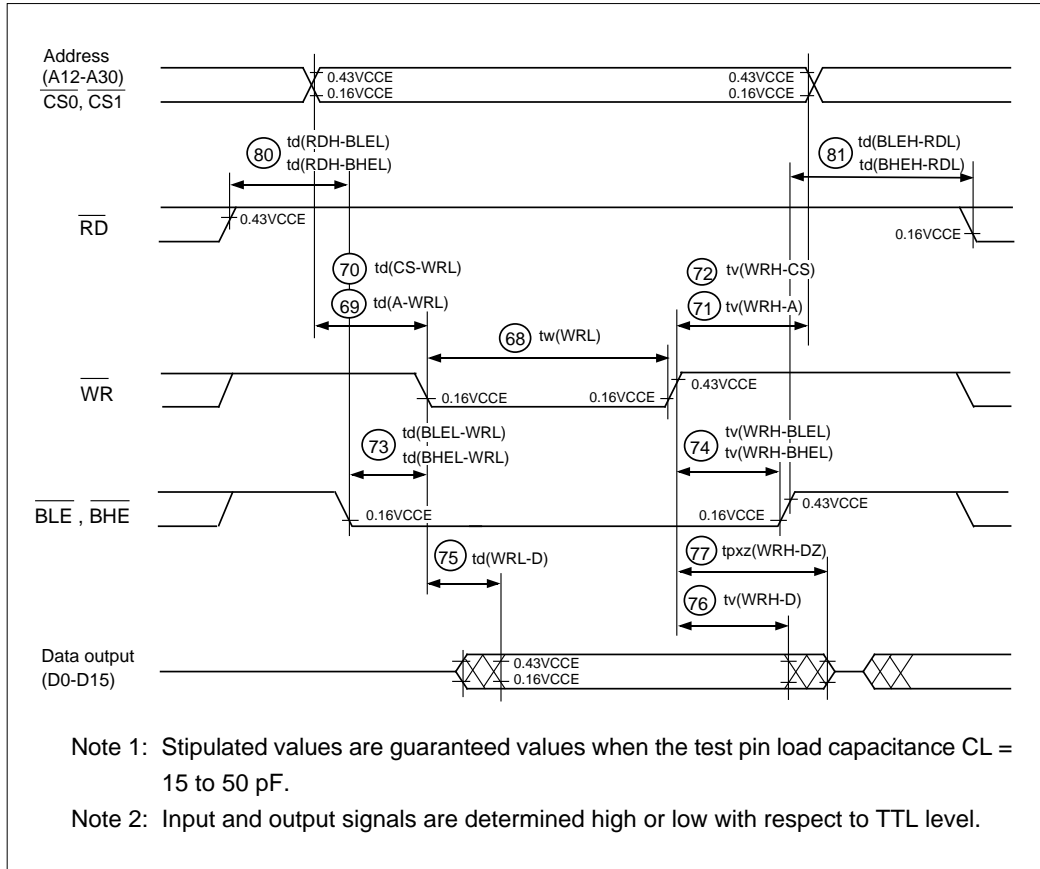 Address
(A12-A30)
CS0, CS1
0.43VCCE
0.16VCCE
0.43VCCE
0.16VCCE
80 td(RDH-BLEL)
td(RDH-BHEL)
81 td(BLEH-RDL)
td(BHEH-RDL)
RD
0.43VCCE
0.16VCCE
70 td(CS-WRL)
69 td(A-WRL)
72 tv(WRH-CS)
71 tv(WRH-A)
68 tw(WRL)
WR
0.16VCCE
0.16VCCE
0.43VCCE
73 td(BLEL-WRL)
td(BHEL-WRL)
74 tv(WRH-BLEL)
tv(WRH-BHEL)
BLE , BHE
0.16VCCE
0.16VCCE
0.43VCCE
75 td(WRL-D)
77 tpxz(WRH-DZ)
76 tv(WRH-D)
Data output
(D0-D15)
0.43VCCE
0.16VCCE
Note 1: Stipulated values are guaranteed values when the test pin load capacitance CL =
15 to 50 pF.
Note 2: Input and output signals are determined high or low with respect to TTL level.